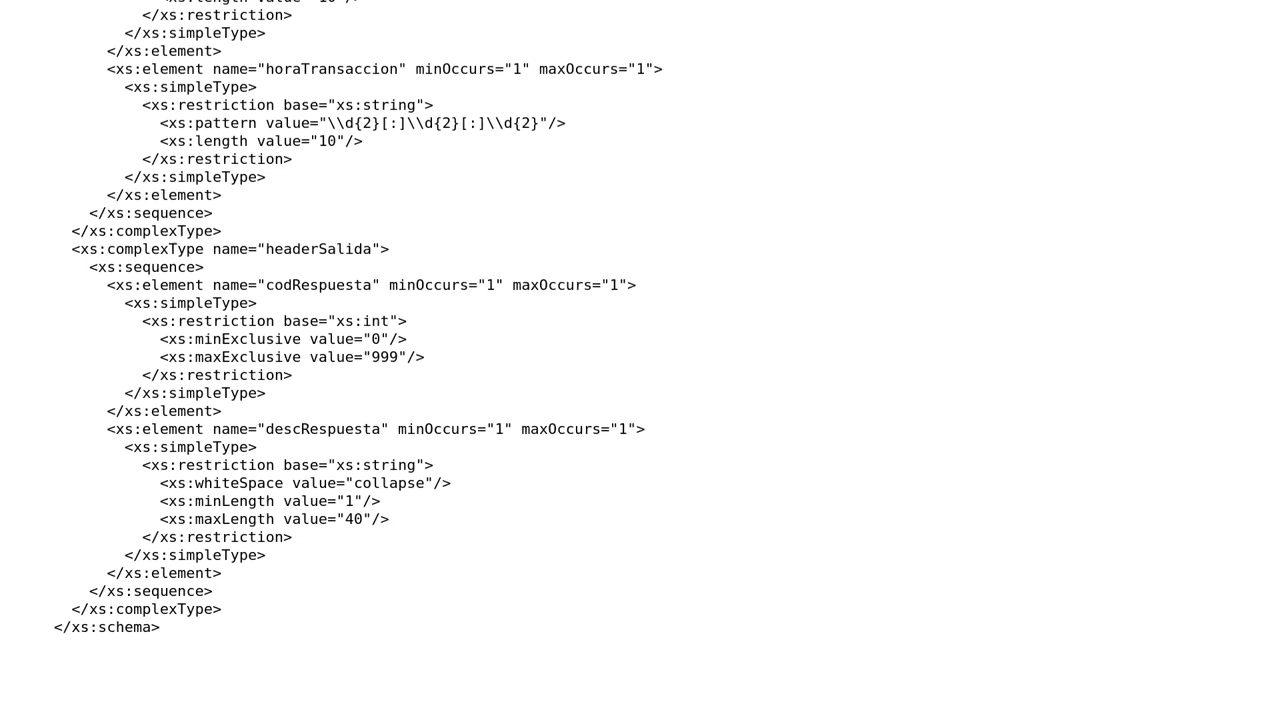 </xs:restriction>
</xs:simpleType>
</xs:element>
<xs:element name="horaTransaccion" minOccurs="1" maxOccurs="1">
<xs:simpleType>
<xs:restriction base="xs:string">
<xs:pattern value="\\d{2}[:]\\d{2}[:]\\d{2}"/>
<xs:length value="10"/>
</xs:restriction>
</xs:simpleType>
</xs:element>
</xs:sequence>
</xs:complexType>
<xs:complexType name="headerSalida">
<xs:sequence>
<xs:element name="codRespuesta" minOccurs="1" maxOccurs="1">
<xs:simpleType>
<xs:restriction base="xs:int">
<xs:minExclusive value="0"/>
<xs:maxExclusive value="999"/>
</xs:restriction>
</xs:simpleType>
</xs:element>
<xs:element name="descRespuesta" minOccurs="1" maxOccurs="1">
<xs:simpleType>
<xs:restriction base="xs:string">
<xs:whiteSpace value="collapse"/>
<xs:minLength value="1"/>
<xs:maxLength value="40"/>
</xs:restriction>
</xs:simpleType>
</xs:element>
</xs:sequence>
</xs:complexType>
</xs:schema>